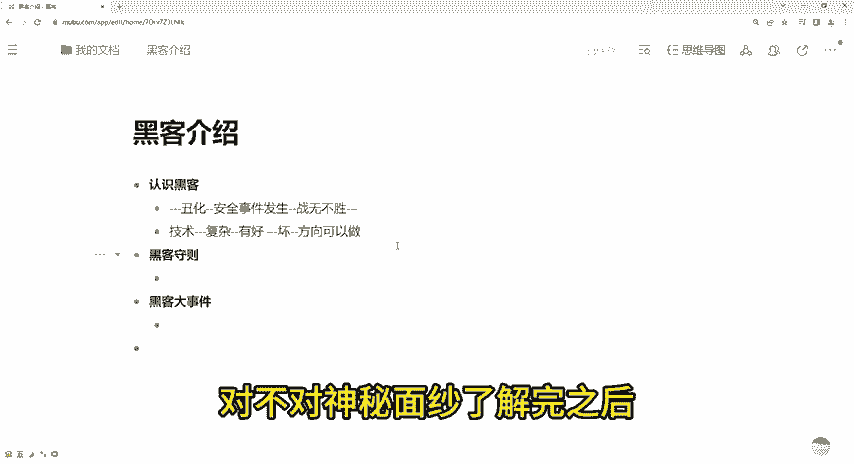 我的文档
黑客介绍
思维导图
黑客介绍
认识黑客
---丑化--安全事件发生--战无不胜---
技术---复杂--有好 ---坏--方向可以做
黑客守则
黑客大事件
对不对神秘面纱了解完之后